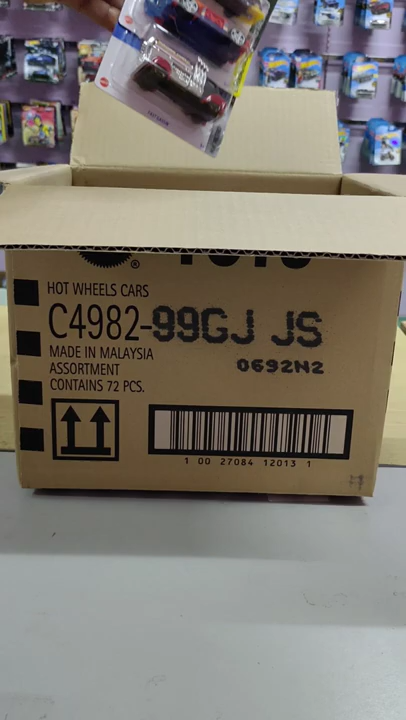 ®
HOT WHEELS CARS
C4982-99GJ JS
MADE IN MALAYSIA
0692N2
ASSORTMENT
CONTAINS 72 PCS.
1 00 27084 12013 1